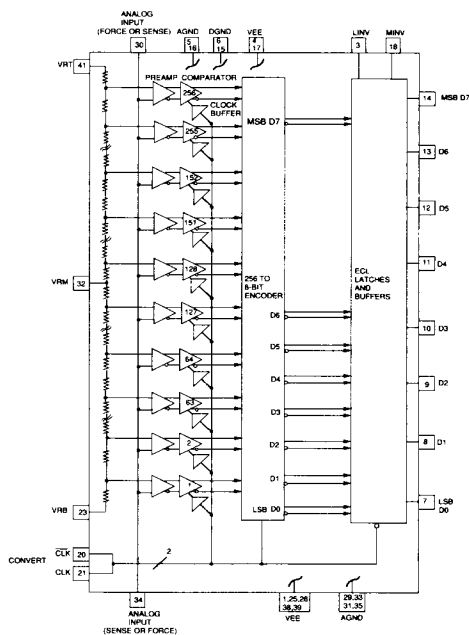 ANALOG
INPUT
(FORCE OR SENSE)
30
AGND
5
16
DGND
6
15
VEE
4
17
LINV
3
MINV
18
VRT 41
PREAMP COMPARATOR
256
CLOCK
BUFFER
255
152
151
128
127
64
63
2
1
VRM
32
VRB
23
256 TO
8-BIT
ENCODER
MSB D7
D6
D5
D4
D3
D2
D1
LSB D0
ECL
LATCHES
AND
BUFFERS
14 MSB D7
13 D6
12 D5
11 D4
10 D3
9 D2
8 D1
7 LSB
D0
CONVERT
CLK 20
CLK 21
2
34
ANALOG
INPUT
(SENSE OR FORCE)
1,25,26
38,39
VEE
29,33
31,35
AGND